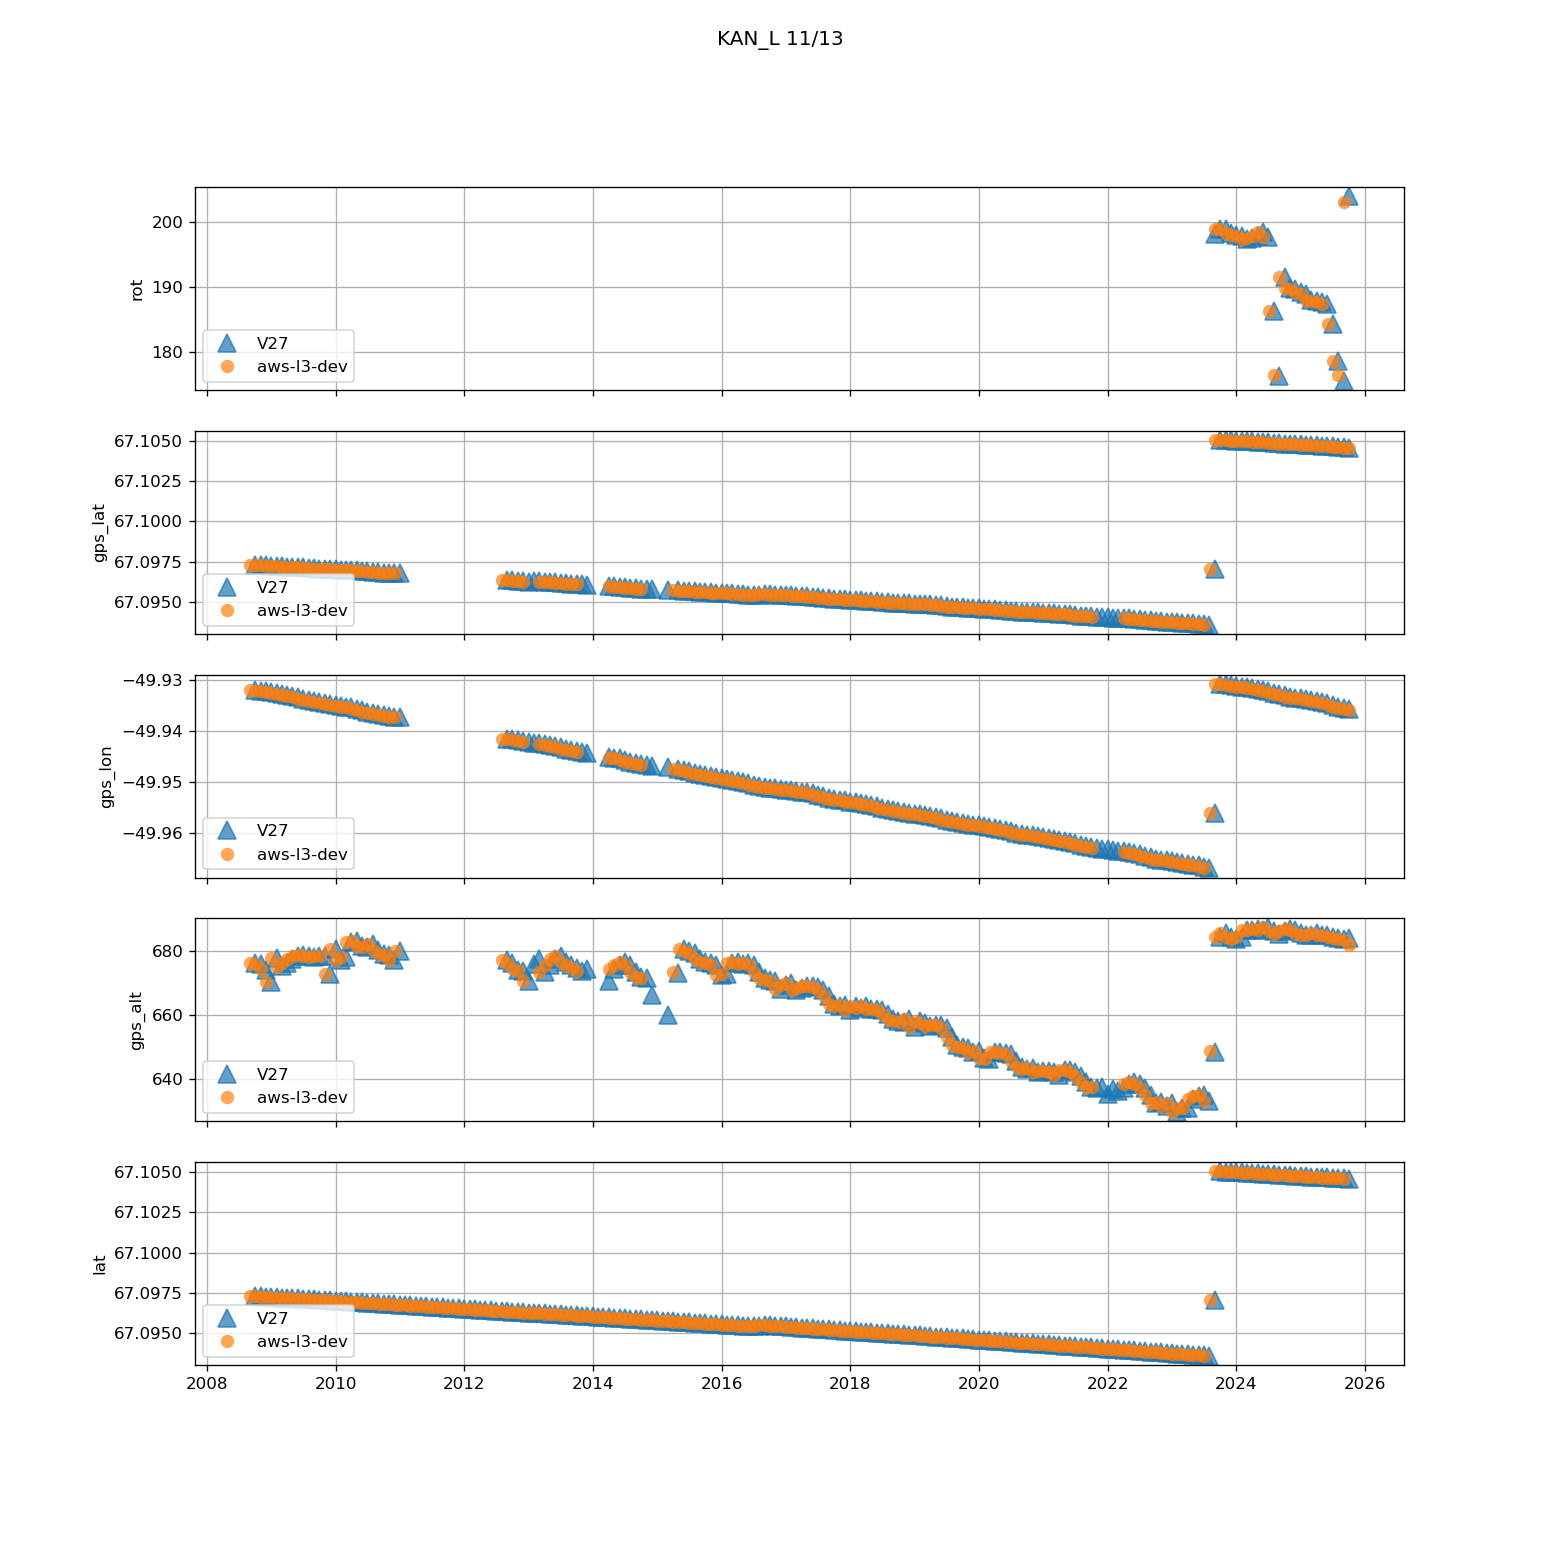 KAN_L 11/13
200
190
180
rot
V27
aws-l3-dev
67.1050
67.1025
67.1000
67.0975
67.0950
gps_lat
V27
aws-l3-dev
−49.93
−49.94
−49.95
−49.96
gps_lon
V27
aws-l3-dev
680
660
640
gps_alt
V27
aws-l3-dev
67.1050
67.1025
67.1000
67.0975
67.0950
lat
V27
aws-l3-dev
2008 2010 2012 2014 2016 2018 2020 2022 2024 2026